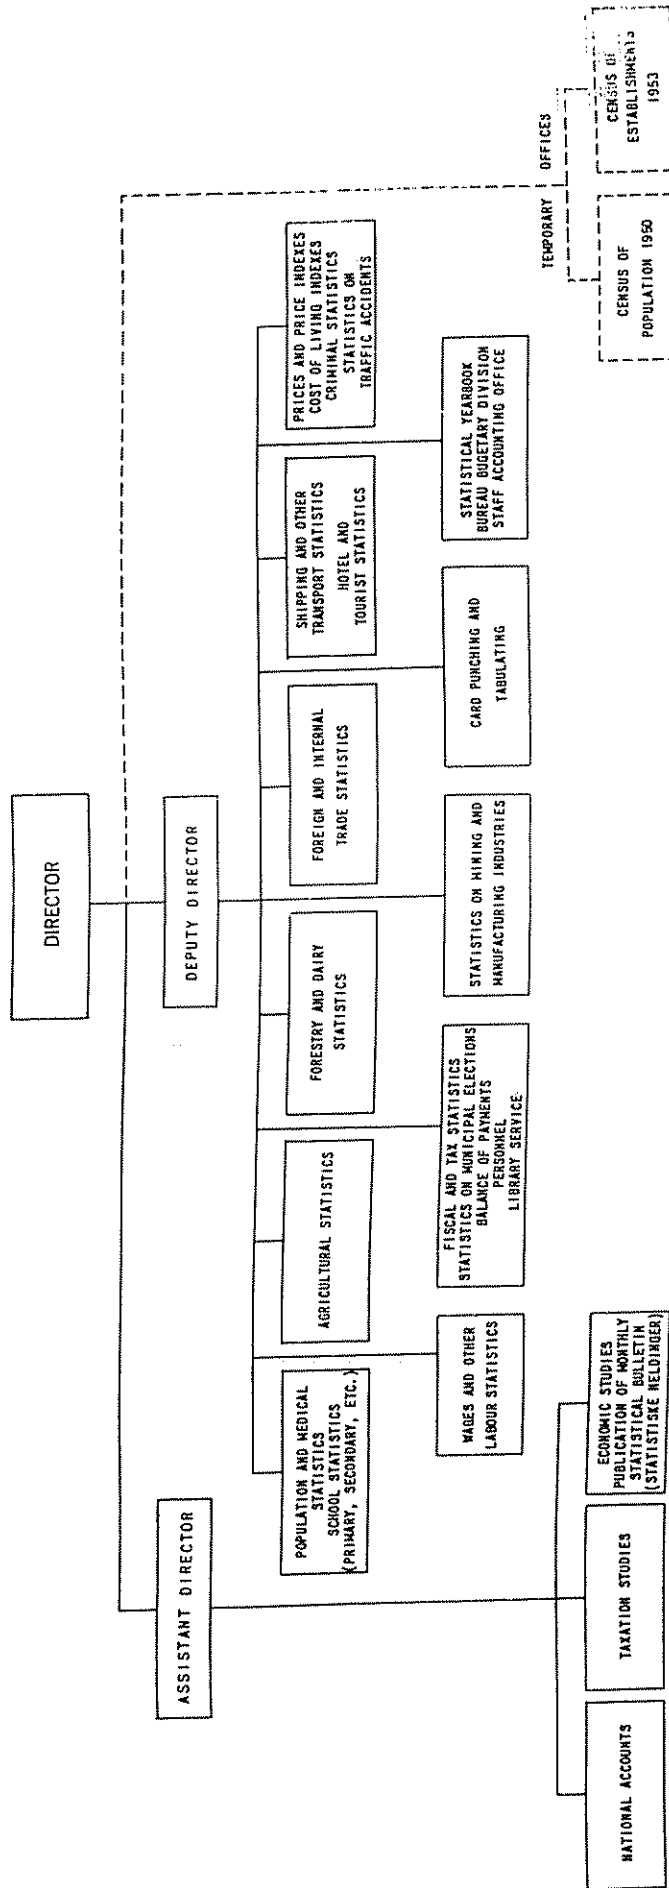 DIRECTOR
ASSISTANT DIRECTOR
DEPUTY DIRECTOR
POPULATION AND MEDICAL
STATISTICS
SCHOOL STATISTICS
(PRIMARY, SECONDARY, ETC.)
AGRICULTURAL STATISTICS
FORESTRY AND DAIRY
STATISTICS
FOREIGN AND INTERNAL
TRADE STATISTICS
SHIPPING AND OTHER
TRANSPORT STATISTICS
HOTEL AND
TOURIST STATISTICS
PRICES AND PRICE INDEXES
COST OF LIVING INDEXES
CRIMINAL STATISTICS
STATISTICS ON
TRAFFIC ACCIDENTS
WAGES AND OTHER
LABOUR STATISTICS
FISCAL AND TAX STATISTICS
STATISTICS ON MUNICIPAL ELECTIONS
BALANCE OF PAYMENTS
PERSONNEL
LIBRARY SERVICE
STATISTICS ON MINING AND
MANUFACTURING INDUSTRIES
CARD PUNCHING AND
TABULATING
STATISTICAL YEARBOOK
BUREAU BUGETARY DIVISION
STAFF ACCOUNTING OFFICE
NATIONAL ACCOUNTS
TAXATION STUDIES
ECONOMIC STUDIES
PUBLICATION OF MONTHLY
STATISTICAL BULLETIN
(STATISTISKE MELDINGER)
TEMPORARY OFFICES
CENSUS OF
POPULATION 1950
CENSUS OF
ESTABLISHMENTS
1953